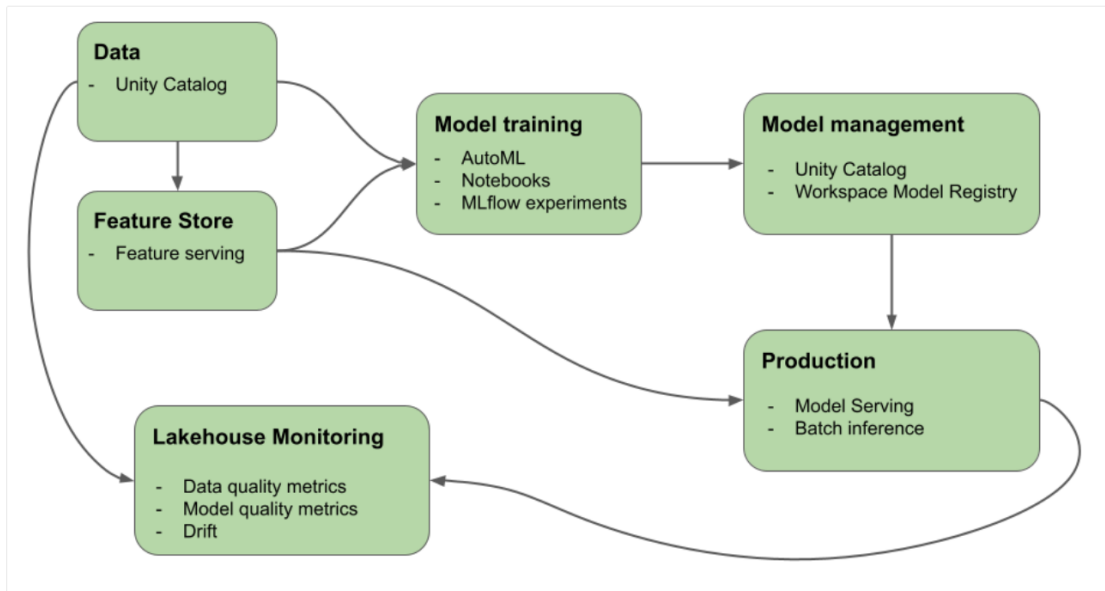 Data
- Unity Catalog
Feature Store
- Feature serving
Model training
- AutoML
- Notebooks
- MLflow experiments
Model management
- Unity Catalog
- Workspace Model Registry
Production
- Model Serving
- Batch inference
Lakehouse Monitoring
- Data quality metrics
- Model quality metrics
- Drift